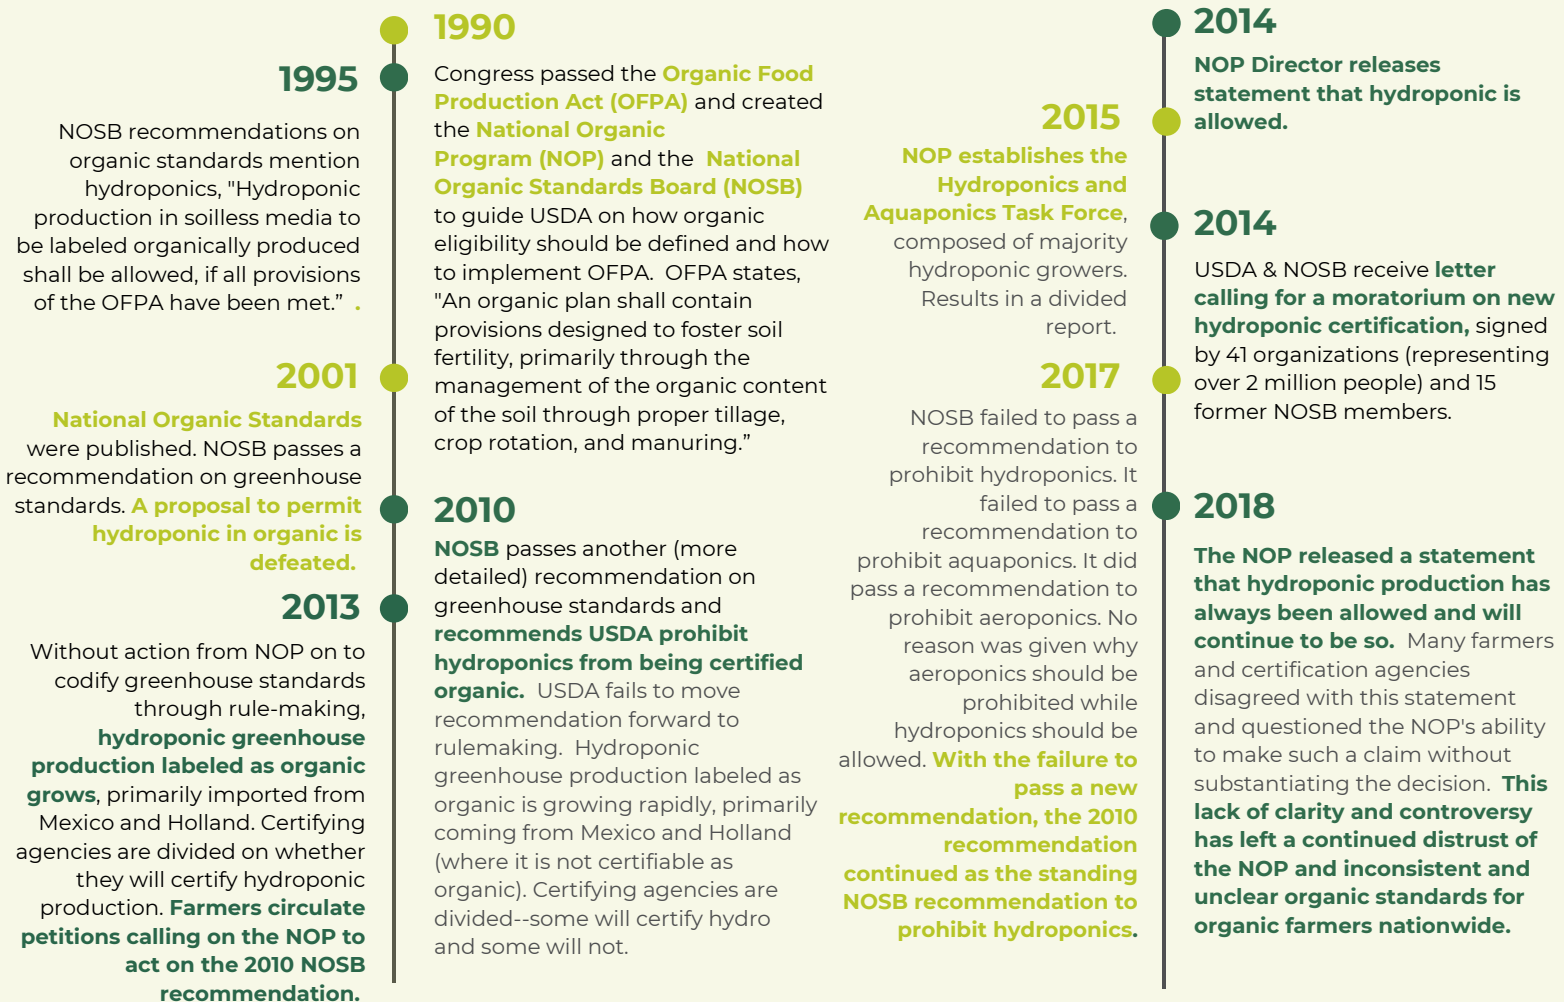 1990
Congress passed the Organic Food
Production Act (OFPA) and created
the National Organic
Program (NOP) and the National
Organic Standards Board (NOSB)
to guide USDA on how organic
eligibility should be defined and how
to implement OFPA. OFPA states,
"An organic plan shall contain
provisions designed to foster soil
fertility, primarily through the
management of the organic content
of the soil through proper tillage,
crop rotation, and manuring.”
1995
NOSB recommendations on
organic standards mention
hydroponics, "Hydroponic
production in soilless media to
be labeled organically produced
shall be allowed, if all provisions
of the OFPA have been met.” .
2001
National Organic Standards
were published. NOSB passes a
recommendation on greenhouse
standards. A proposal to permit
hydroponic in organic is
defeated.
2010
NOSB passes another (more
detailed) recommendation on
greenhouse standards and
recommends USDA prohibit
hydroponics from being certified
organic. USDA fails to move
recommendation forward to
rulemaking. Hydroponic
greenhouse production labeled as
organic is growing rapidly, primarily
coming from Mexico and Holland
(where it is not certifiable as
organic). Certifying agencies are
divided--some will certify hydro
and some will not.
2013
Without action from NOP on to
codify greenhouse standards
through rule-making,
hydroponic greenhouse
production labeled as organic
grows, primarily imported from
Mexico and Holland. Certifying
agencies are divided on whether
they will certify hydroponic
production. Farmers circulate
petitions calling on the NOP to
act on the 2010 NOSB
recommendation.
2014
NOP Director releases
statement that hydroponic is
allowed.
2015
NOP establishes the
Hydroponics and
Aquaponics Task Force,
composed of majority
hydroponic growers.
Results in a divided
report.
2014
USDA & NOSB receive letter
calling for a moratorium on new
hydroponic certification, signed
by 41 organizations (representing
over 2 million people) and 15
former NOSB members.
2017
NOSB failed to pass a
recommendation to
prohibit hydroponics. It
failed to pass a
recommendation to
prohibit aquaponics. It did
pass a recommendation to
prohibit aeroponics. No
reason was given why
aeroponics should be
prohibited while
hydroponics should be
allowed. With the failure to
pass a new
recommendation, the 2010
recommendation
continued as the standing
NOSB recommendation to
prohibit hydroponics.
2018
The NOP released a statement
that hydroponic production has
always been allowed and will
continue to be so. Many farmers
and certification agencies
disagreed with this statement
and questioned the NOP's ability
to make such a claim without
substantiating the decision. This
lack of clarity and controversy
has left a continued distrust of
the NOP and inconsistent and
unclear organic standards for
organic farmers nationwide.